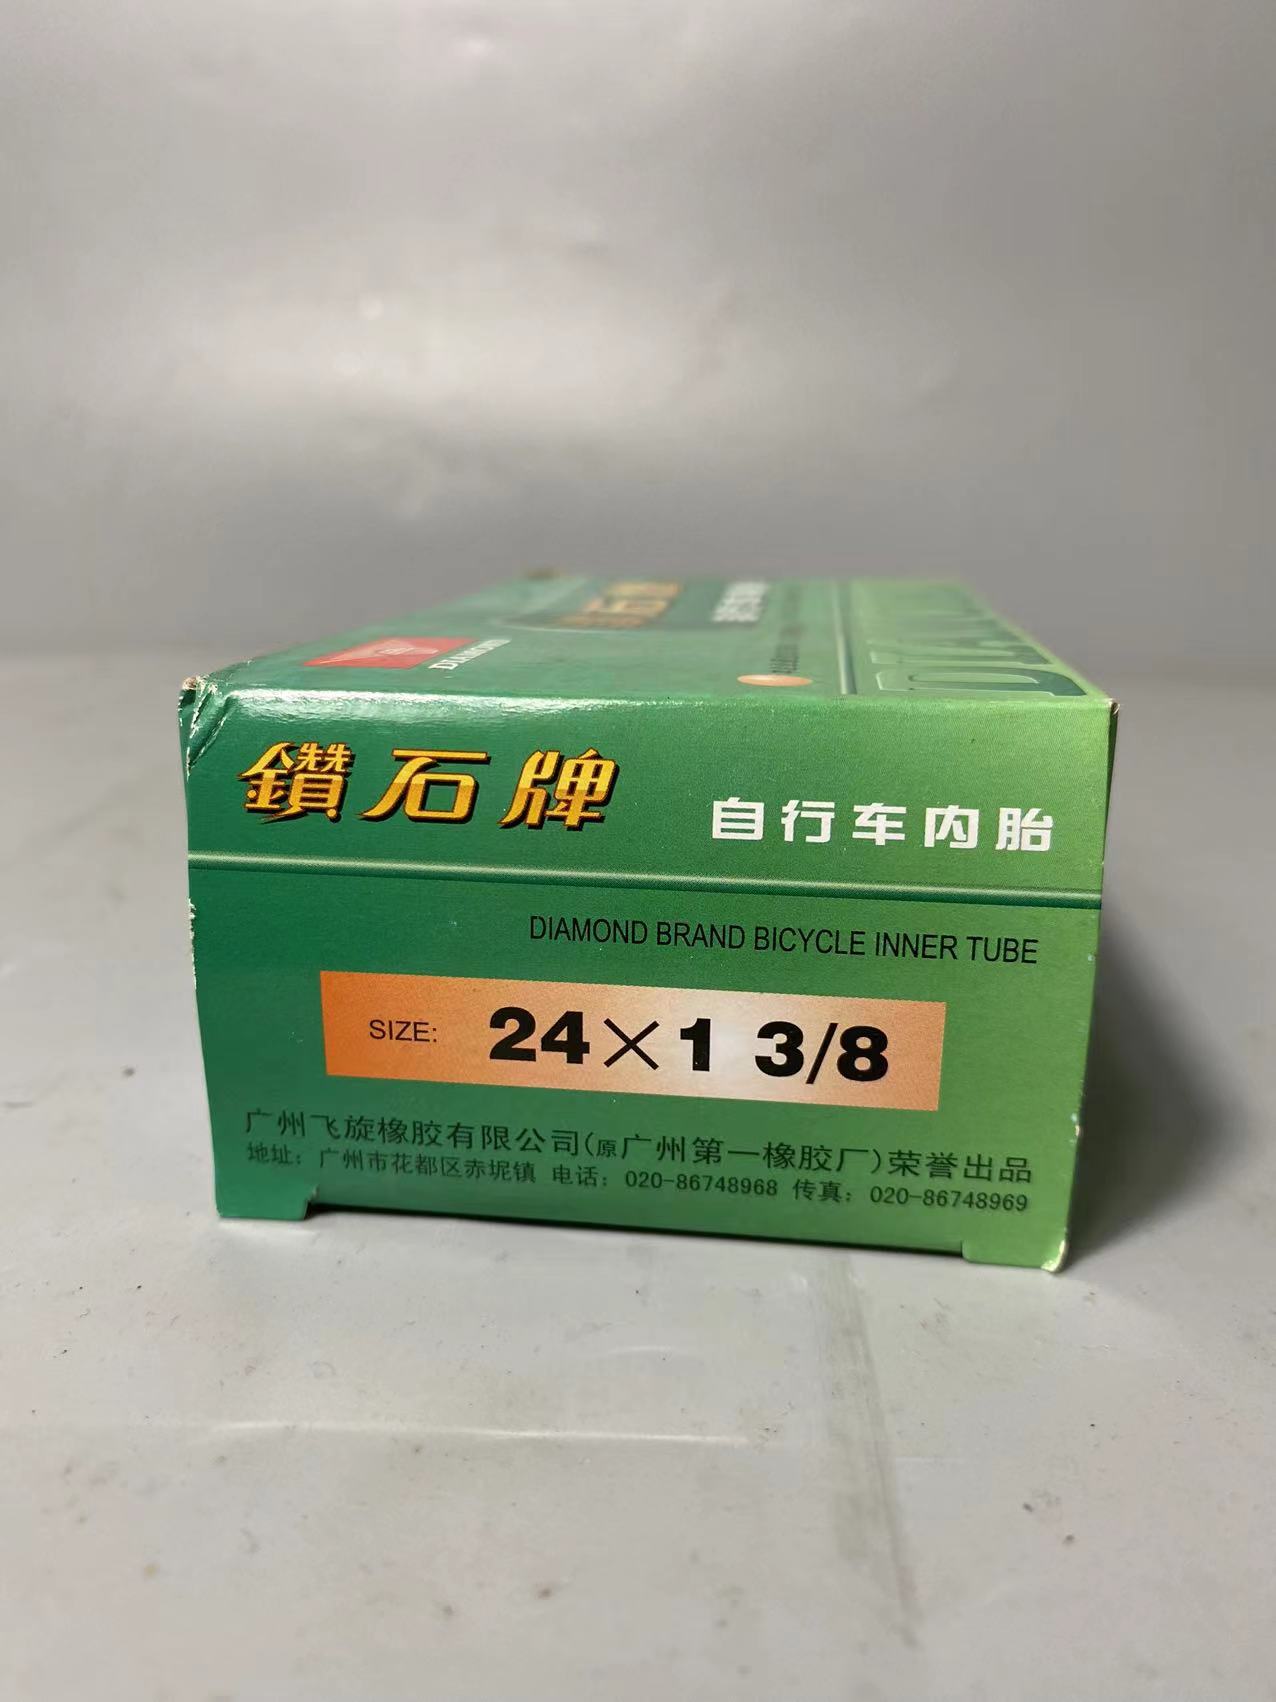 DIAMOND
鑽石牌
自行车内胎
DIAMOND BRAND BICYCLE INNER TUBE
SIZE: 24×1 3/8
广州飞旋橡胶有限公司(原广州第一橡胶厂)荣誉出品
地址：广州市花都区赤坭镇 电话：020-86748968 传真：020-86748969